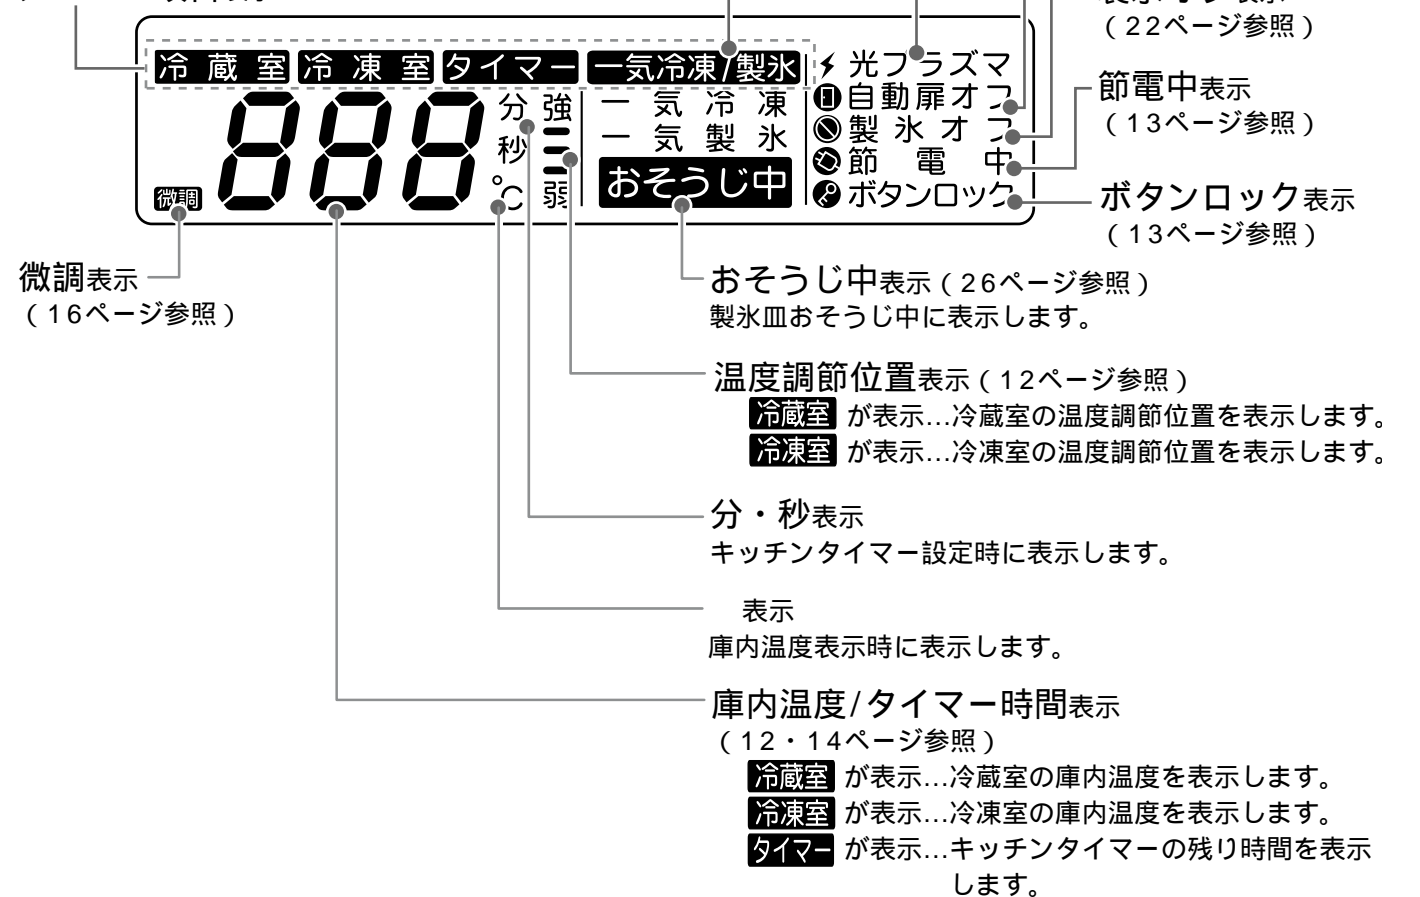 （22ページ参照）
冷蔵室 冷凍室 タイマー 一気冷凍/製氷 光プラズマ
分 強 一気冷凍 自動扉オフ
888 秒 一気製氷 製氷オフ
節電中
微調 ℃ 弱 おそうじ中 ボタンロック
節電中表示
（13ページ参照）
ボタンロック表示
（13ページ参照）
微調表示
（16ページ参照）
おそうじ中表示（26ページ参照）
製氷皿おそうじ中に表示します。
温度調節位置表示（12ページ参照）
冷蔵室 が表示…冷蔵室の温度調節位置を表示します。
冷凍室 が表示…冷凍室の温度調節位置を表示します。
分・秒表示
キッチンタイマー設定時に表示します。
表示
庫内温度表示時に表示します。
庫内温度/タイマー時間表示
（12・14ページ参照）
冷蔵室 が表示…冷蔵室の庫内温度を表示します。
冷凍室 が表示…冷凍室の庫内温度を表示します。
タイマー が表示…キッチンタイマーの残り時間を表示
します。